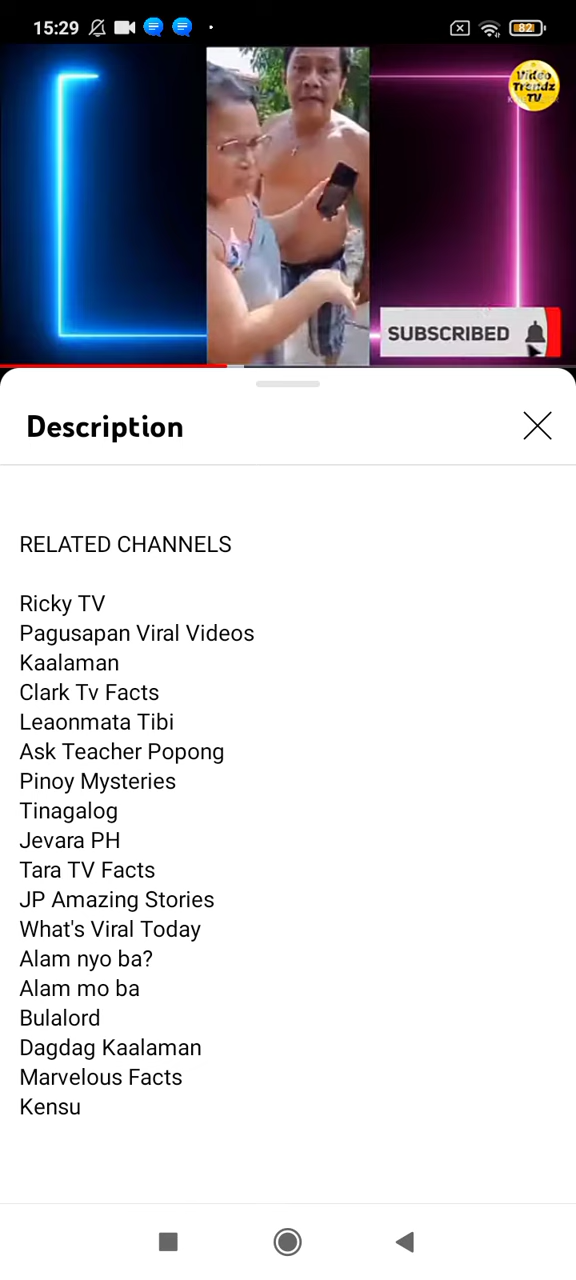 15:29
82
Video
Trendz
TV
SUBSCRIBED
Description
RELATED CHANNELS
Ricky TV
Pagusapan Viral Videos
Kaalaman
Clark Tv Facts
Leaonmata Tibi
Ask Teacher Popong
Pinoy Mysteries
Tinagalog
Jevara PH
Tara TV Facts
JP Amazing Stories
What's Viral Today
Alam nyo ba?
Alam mo ba
Bulalord
Dagdag Kaalaman
Marvelous Facts
Kensu